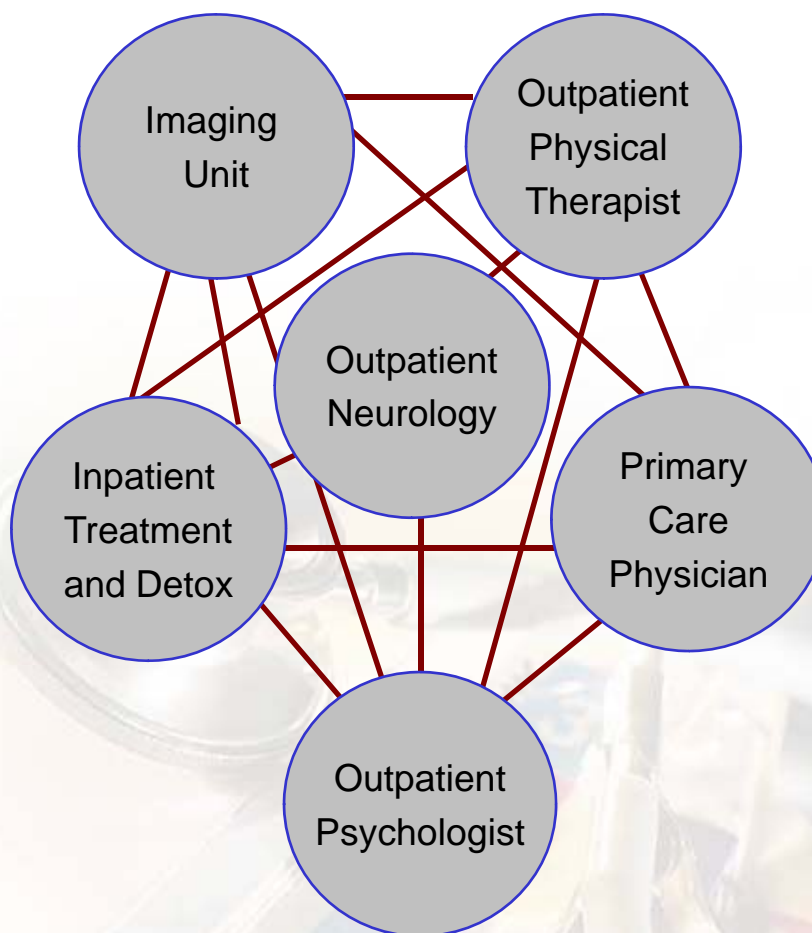 Imaging
Unit
Outpatient
Physical
Therapist
Outpatient
Neurology
Inpatient
Treatment
and Detox
Primary
Care
Physician
Outpatient
Psychologist